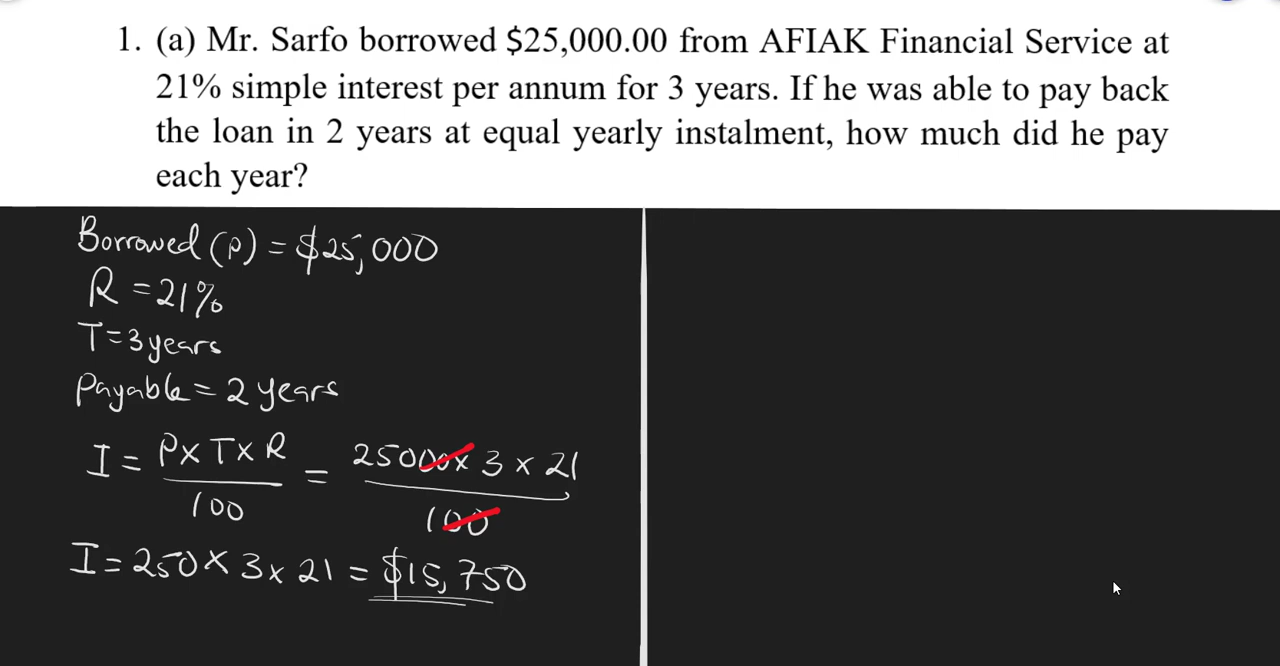 1. (a) Mr. Sarfo borrowed $25,000.00 from AFIAK Financial Service at
21% simple interest per annum for 3 years. If he was able to pay back
the loan in 2 years at equal yearly instalment, how much did he pay
each year?
Borrowed (P) = $25,000
R = 21%
T = 3 years
Payable = 2 years
I = P x T x R / 100 = 25000 x 3 x 21 / 100
I = 250 x 3 x 21 = $15,750